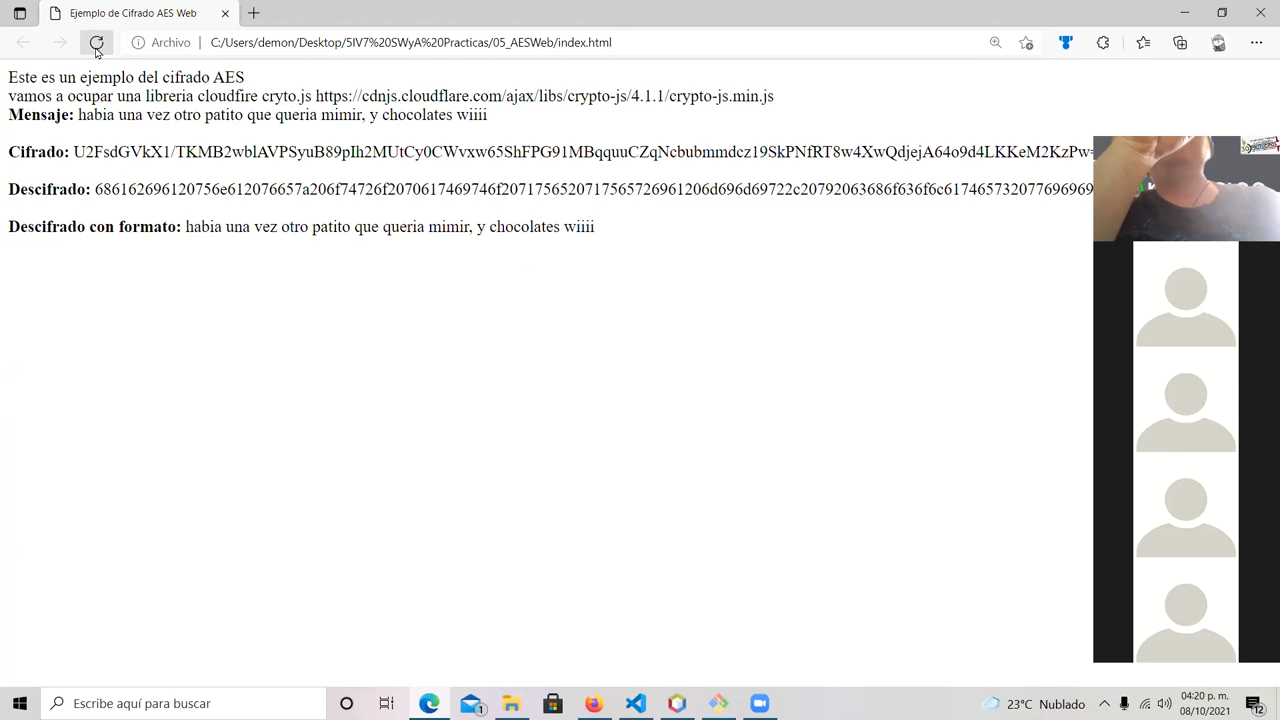 Ejemplo de Cifrado AES Web
Archivo
C:/Users/demon/Desktop/5IV7%20SWyA%20Practicas/05_AESWeb/index.html
Este es un ejemplo del cifrado AES
vamos a ocupar una libreria cloudfire cryto.js https://cdnjs.cloudflare.com/ajax/libs/crypto-js/4.1.1/crypto-js.min.js
Mensaje: habia una vez otro patito que queria mimir, y chocolates wiiii
Cifrado: U2FsdGVkX1/TKMB2wblAVPSyuB89pIh2MUtCy0CWvxw65ShFPG91MBqquuCZqNcbubmmdcz19SkPNfRT8w4XwQdjejA64o9d4LKKeM2KzPw=
Descifrado: 686162696120756e612076657a206f74726f2070617469746f20717565207175657269612​06d696d69722c20792063686f636f6c617465732077696969
Descifrado con formato: habia una vez otro patito que queria mimir, y chocolates wiiii
Escribe aquí para buscar
1
23°C Nublado
04:20 p. m.
08/10/2021
12